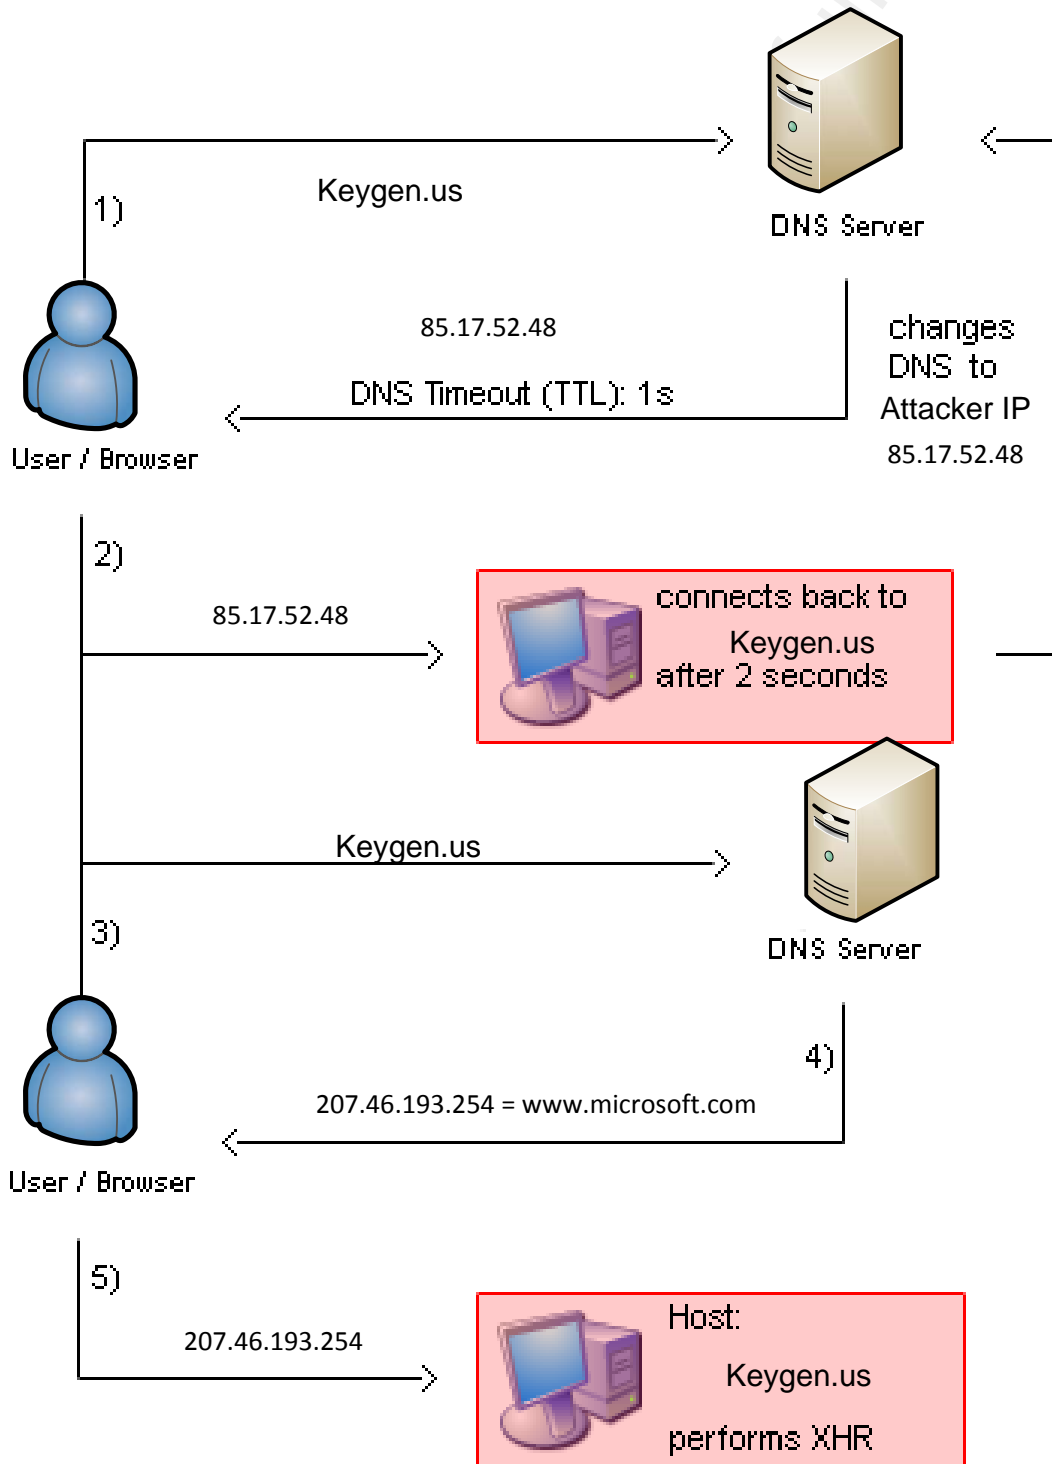 Keygen.us
1)
DNS Server
85.17.52.48
DNS Timeout (TTL): 1s
changes
DNS to
Attacker IP
85.17.52.48
User / Browser
2)
85.17.52.48
connects back to
Keygen.us
after 2 seconds
Keygen.us
3)
DNS Server
4)
207.46.193.254 = www.microsoft.com
User / Browser
5)
207.46.193.254
Host:
Keygen.us
performs XHR